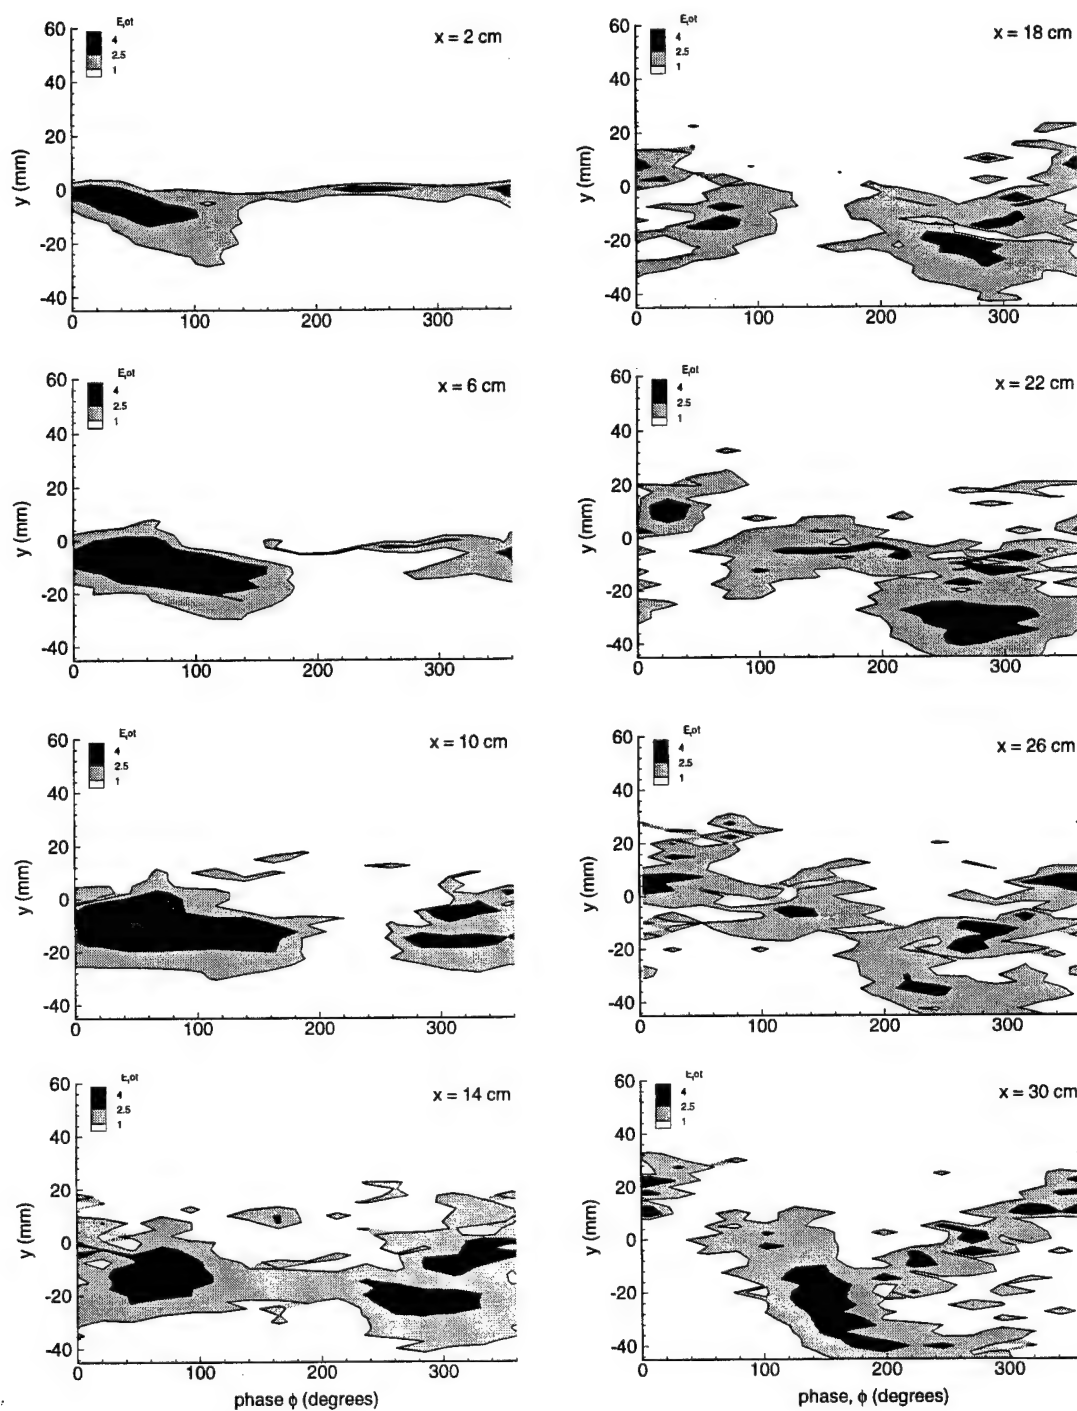 E,ot
x = 2 cm
4
2.5
1
60
40
20
0
-20
-40
y (mm)
0 100 200 300
E,ot
x = 6 cm
4
2.5
1
60
40
20
0
-20
-40
y (mm)
0 100 200 300
E,ot
x = 10 cm
4
2.5
1
60
40
20
0
-20
-40
y (mm)
0 100 200 300
E,ot
x = 14 cm
4
2.5
1
60
40
20
0
-20
-40
y (mm)
0 100 200 300
phase ϕ (degrees)
E,ot
x = 18 cm
4
2.5
1
60
40
20
0
-20
-40
y (mm)
0 100 200 300
E,ot
x = 22 cm
4
2.5
1
60
40
20
0
-20
-40
y (mm)
0 100 200 300
E,ot
x = 26 cm
4
2.5
1
60
40
20
0
-20
-40
y (mm)
0 100 200 300
E,ot
x = 30 cm
4
2.5
1
60
40
20
0
-20
-40
y (mm)
0 100 200 300
phase, ϕ (degrees)